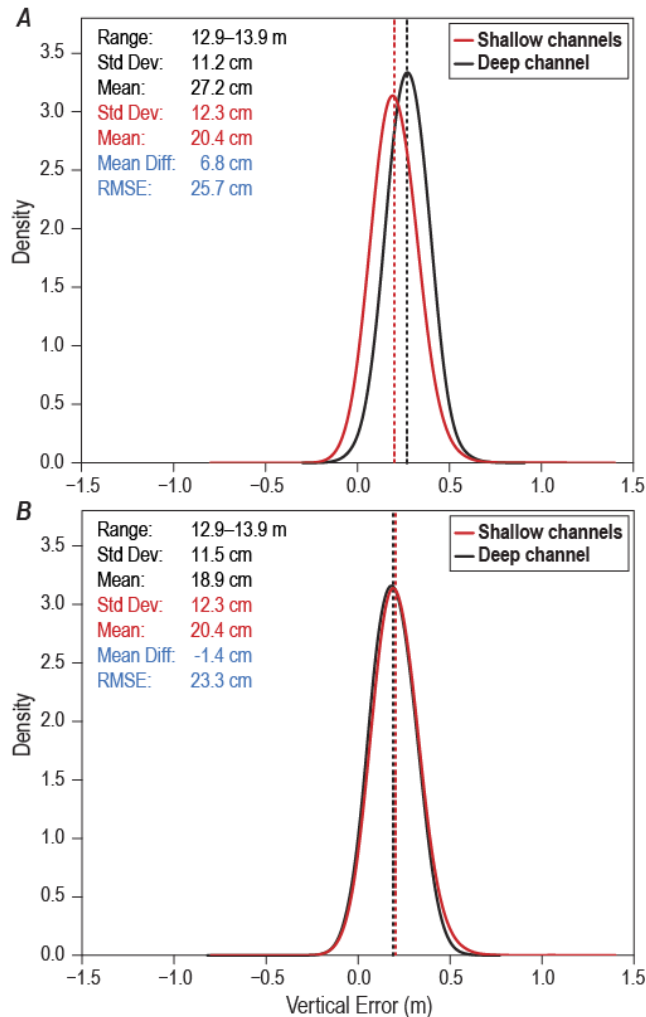 A
Range: 12.9–13.9 m
Std Dev: 11.2 cm
Mean: 27.2 cm
Std Dev: 12.3 cm
Mean: 20.4 cm
Mean Diff: 6.8 cm
RMSE: 25.7 cm
Shallow channels
Deep channel
Density
3.5
3.0
2.5
2.0
1.5
1.0
0.5
0.0
−1.5 −1.0 −0.5 0.0 0.5 1.0 1.5
B
Range: 12.9–13.9 m
Std Dev: 11.5 cm
Mean: 18.9 cm
Std Dev: 12.3 cm
Mean: 20.4 cm
Mean Diff: -1.4 cm
RMSE: 23.3 cm
Shallow channels
Deep channel
Density
3.5
3.0
2.5
2.0
1.5
1.0
0.5
0.0
−1.5 −1.0 −0.5 0.0 0.5 1.0 1.5
Vertical Error (m)